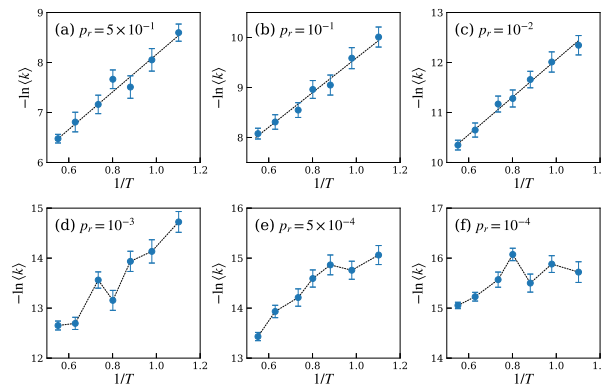 (a) p_r = 5 × 10⁻¹
(b) p_r = 10⁻¹
(c) p_r = 10⁻²
−ln⟨k⟩
9
8
7
6
0.6 0.8 1.0 1.2
1/T
−ln⟨k⟩
10
9
8
0.6 0.8 1.0 1.2
1/T
−ln⟨k⟩
13
12
11
10
0.6 0.8 1.0 1.2
1/T
(d) p_r = 10⁻³
(e) p_r = 5 × 10⁻⁴
(f) p_r = 10⁻⁴
−ln⟨k⟩
15
14
13
12
0.6 0.8 1.0 1.2
1/T
−ln⟨k⟩
16
15
14
13
0.6 0.8 1.0 1.2
1/T
−ln⟨k⟩
17
16
15
14
0.6 0.8 1.0 1.2
1/T